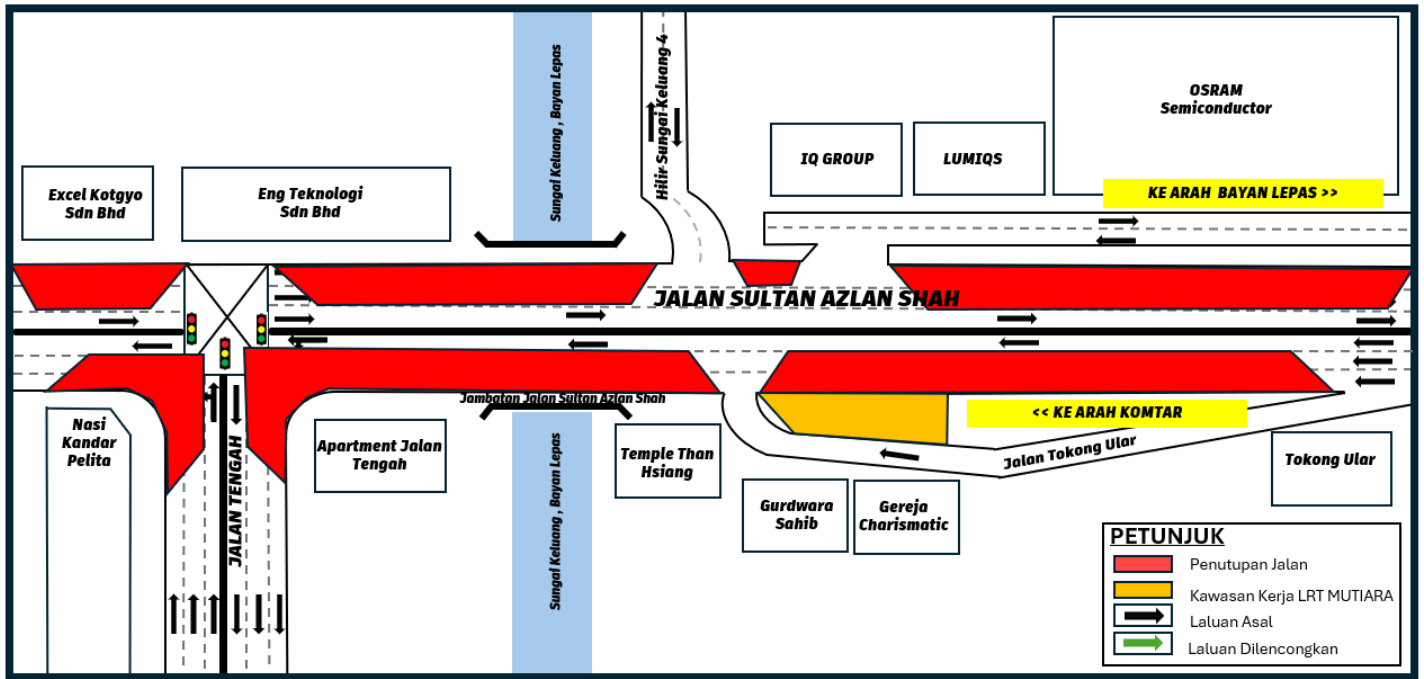 Sungai Keluang , Bayan Lepas
Hilir Sungai Keluang 4
OSRAM
Semiconductor
IQ GROUP
LUMIQS
Excel Kotgyo
Sdn Bhd
Eng Teknologi
Sdn Bhd
KE ARAH BAYAN LEPAS >>
JALAN SULTAN AZLAN SHAH
Jambatan Jalan Sultan Azlan Shah
<< KE ARAH KOMTAR
Nasi
Kandar
Pelita
JALAN TENGAH
Apartment Jalan
Tengah
Sungai Keluang , Bayan Lepas
Temple Than
Hsiang
Jalan Tokong Ular
Tokong Ular
Gurdwara
Sahib
Gereja
Charismatic
PETUNJUK
Penutupan Jalan
Kawasan Kerja LRT MUTIARA
Laluan Asal
Laluan Dilencongkan